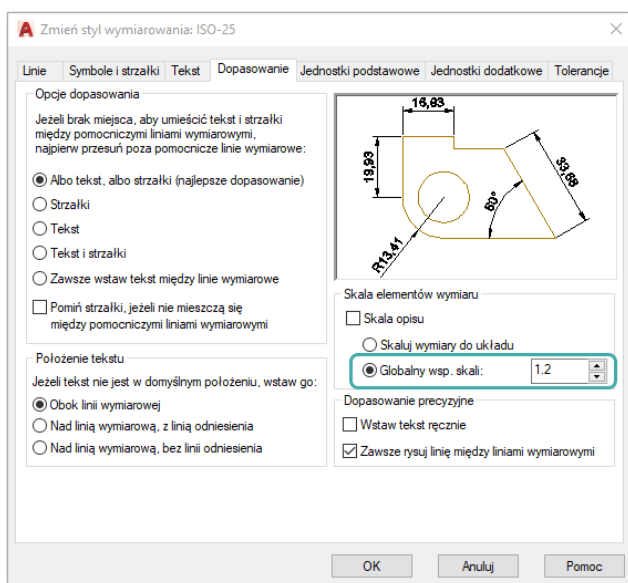 Zmień styl wymiarowania: ISO-25
Linie
Symbole i strzałki
Tekst
Dopasowanie
Jednostki podstawowe
Jednostki dodatkowe
Tolerancje
Opcje dopasowania
Jeżeli brak miejsca, aby umieścić tekst i strzałki
między pomocniczymi liniami wymiarowymi,
najpierw przesuń poza pomocnicze linie wymiarowe:
Albo tekst, albo strzałki (najlepsze dopasowanie)
Strzałki
Tekst
Tekst i strzałki
Zawsze wstaw tekst między linie wymiarowe
Pomiń strzałki, jeżeli nie mieszczą się
między pomocniczymi liniami wymiarowymi
Położenie tekstu
Jeżeli tekst nie jest w domyślnym położeniu, wstaw go:
Obok linii wymiarowej
Nad linią wymiarową, z linią odniesienia
Nad linią wymiarową, bez linii odniesienia
16,63
19,93
33,68
60°
R13,41
Skala elementów wymiaru
Skala opisu
Skaluj wymiary do układu
Globalny wsp. skali:
1.2
Dopasowanie precyzyjne
Wstaw tekst ręcznie
Zawsze rysuj linię między liniami wymiarowymi
OK
Anuluj
Pomoc